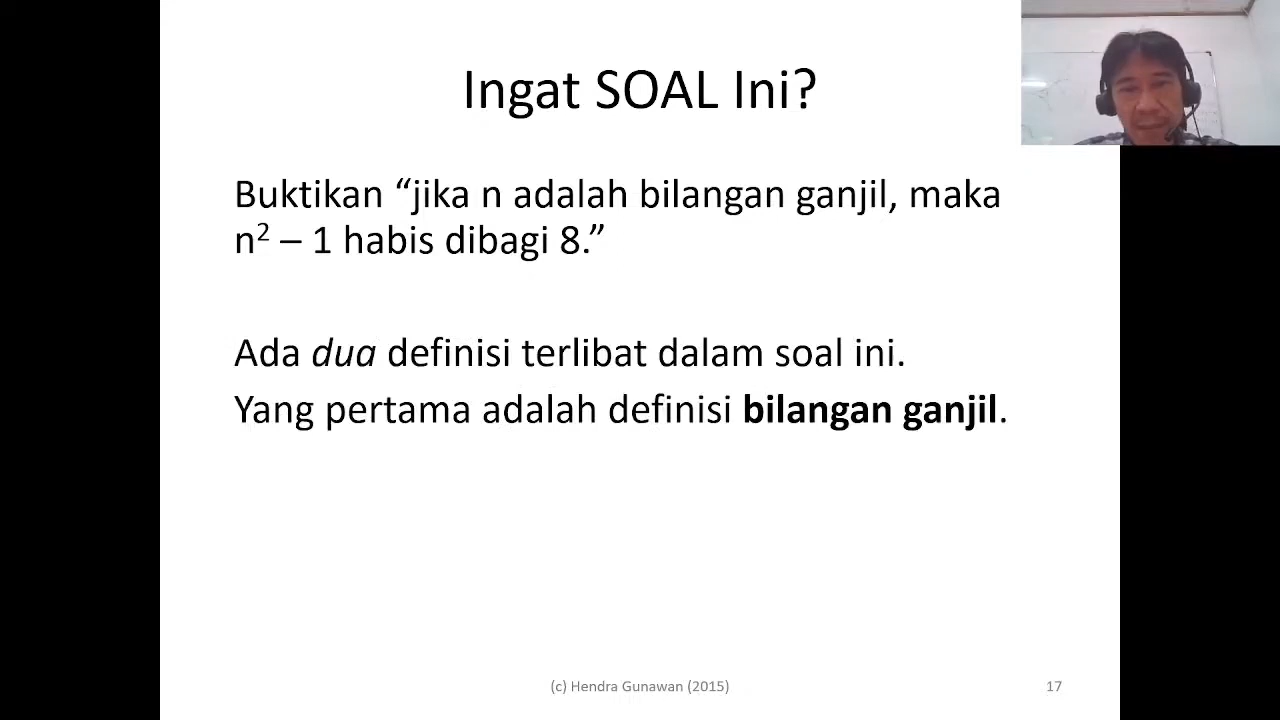 Ingat SOAL Ini?
Buktikan “jika n adalah bilangan ganjil, maka
n² – 1 habis dibagi 8.”
Ada dua definisi terlibat dalam soal ini.
Yang pertama adalah definisi bilangan ganjil.
(c) Hendra Gunawan (2015)
17